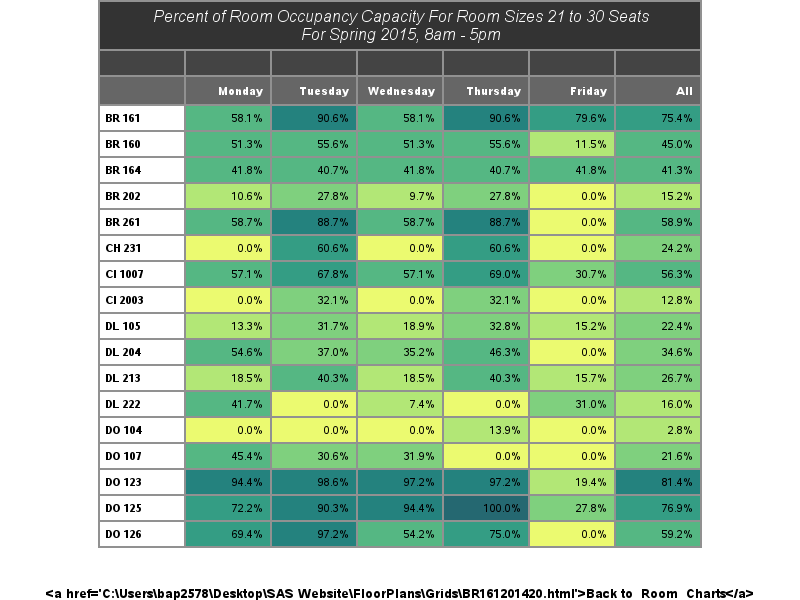 Percent of Room Occupancy Capacity For Room Sizes 21 to 30 Seats
For Spring 2015, 8am - 5pm
Monday Tuesday Wednesday Thursday Friday All
BR 161 58.1% 90.6% 58.1% 90.6% 79.6% 75.4%
BR 160 51.3% 55.6% 51.3% 55.6% 11.5% 45.0%
BR 164 41.8% 40.7% 41.8% 40.7% 41.8% 41.3%
BR 202 10.6% 27.8% 9.7% 27.8% 0.0% 15.2%
BR 261 58.7% 88.7% 58.7% 88.7% 0.0% 58.9%
CH 231 0.0% 60.6% 0.0% 60.6% 0.0% 24.2%
CI 1007 57.1% 67.8% 57.1% 69.0% 30.7% 56.3%
CI 2003 0.0% 32.1% 0.0% 32.1% 0.0% 12.8%
DL 105 13.3% 31.7% 18.9% 32.8% 15.2% 22.4%
DL 204 54.6% 37.0% 35.2% 46.3% 0.0% 34.6%
DL 213 18.5% 40.3% 18.5% 40.3% 15.7% 26.7%
DL 222 41.7% 0.0% 7.4% 0.0% 31.0% 16.0%
DO 104 0.0% 0.0% 0.0% 13.9% 0.0% 2.8%
DO 107 45.4% 30.6% 31.9% 0.0% 0.0% 21.6%
DO 123 94.4% 98.6% 97.2% 97.2% 19.4% 81.4%
DO 125 72.2% 90.3% 94.4% 100.0% 27.8% 76.9%
DO 126 69.4% 97.2% 54.2% 75.0% 0.0% 59.2%
<a href='C:\Users\bap2578\Desktop\SAS Website\FloorPlans\Grids\BR161201420.html'>Back to Room Charts</a>